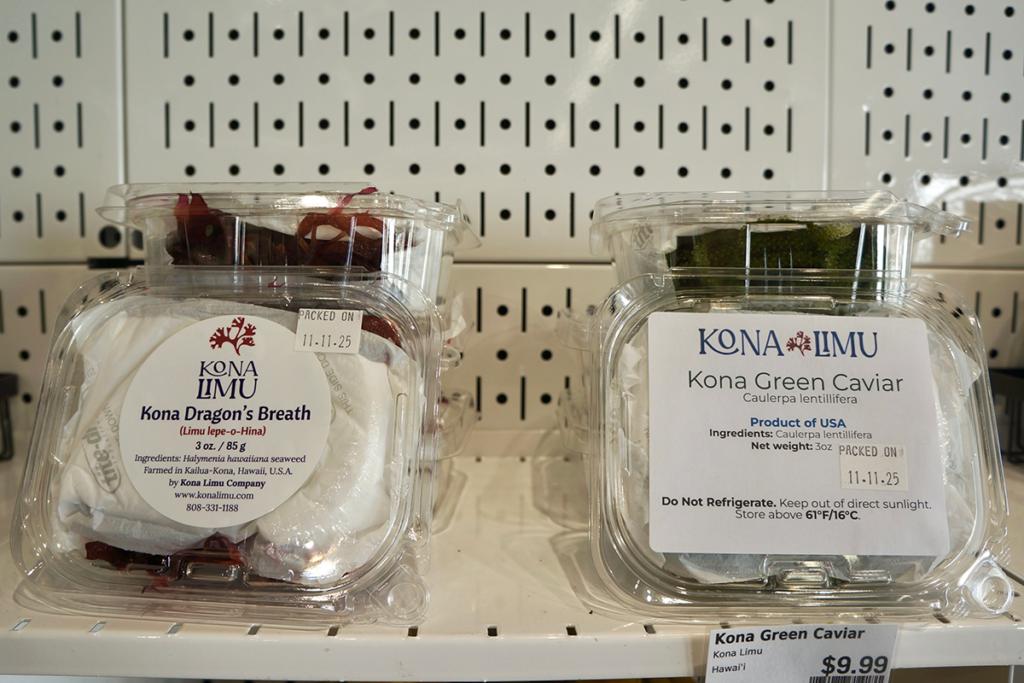 KONA
LIMU
Kona Dragon's Breath
(Limu lepe-o-Hina)
3 oz. / 85 g
Ingredients: Halymenia hawaiiana seaweed
Farmed in Kailua-Kona, Hawaii, U.S.A.
by Kona Limu Company
www.konalimu.com
808-331-1188
PACKED ON
11-11-25
THIS SIDE DOWN
KONA LIMU
Kona Green Caviar
Caulerpa lentillifera
Product of USA
Ingredients: Caulerpa lentillifera
Net weight: 3oz
PACKED ON
11-11-25
Do Not Refrigerate. Keep out of direct sunlight.
Store above 61°F/16°C.
Kona Green Caviar
Kona Limu
Hawai'i
$9.99